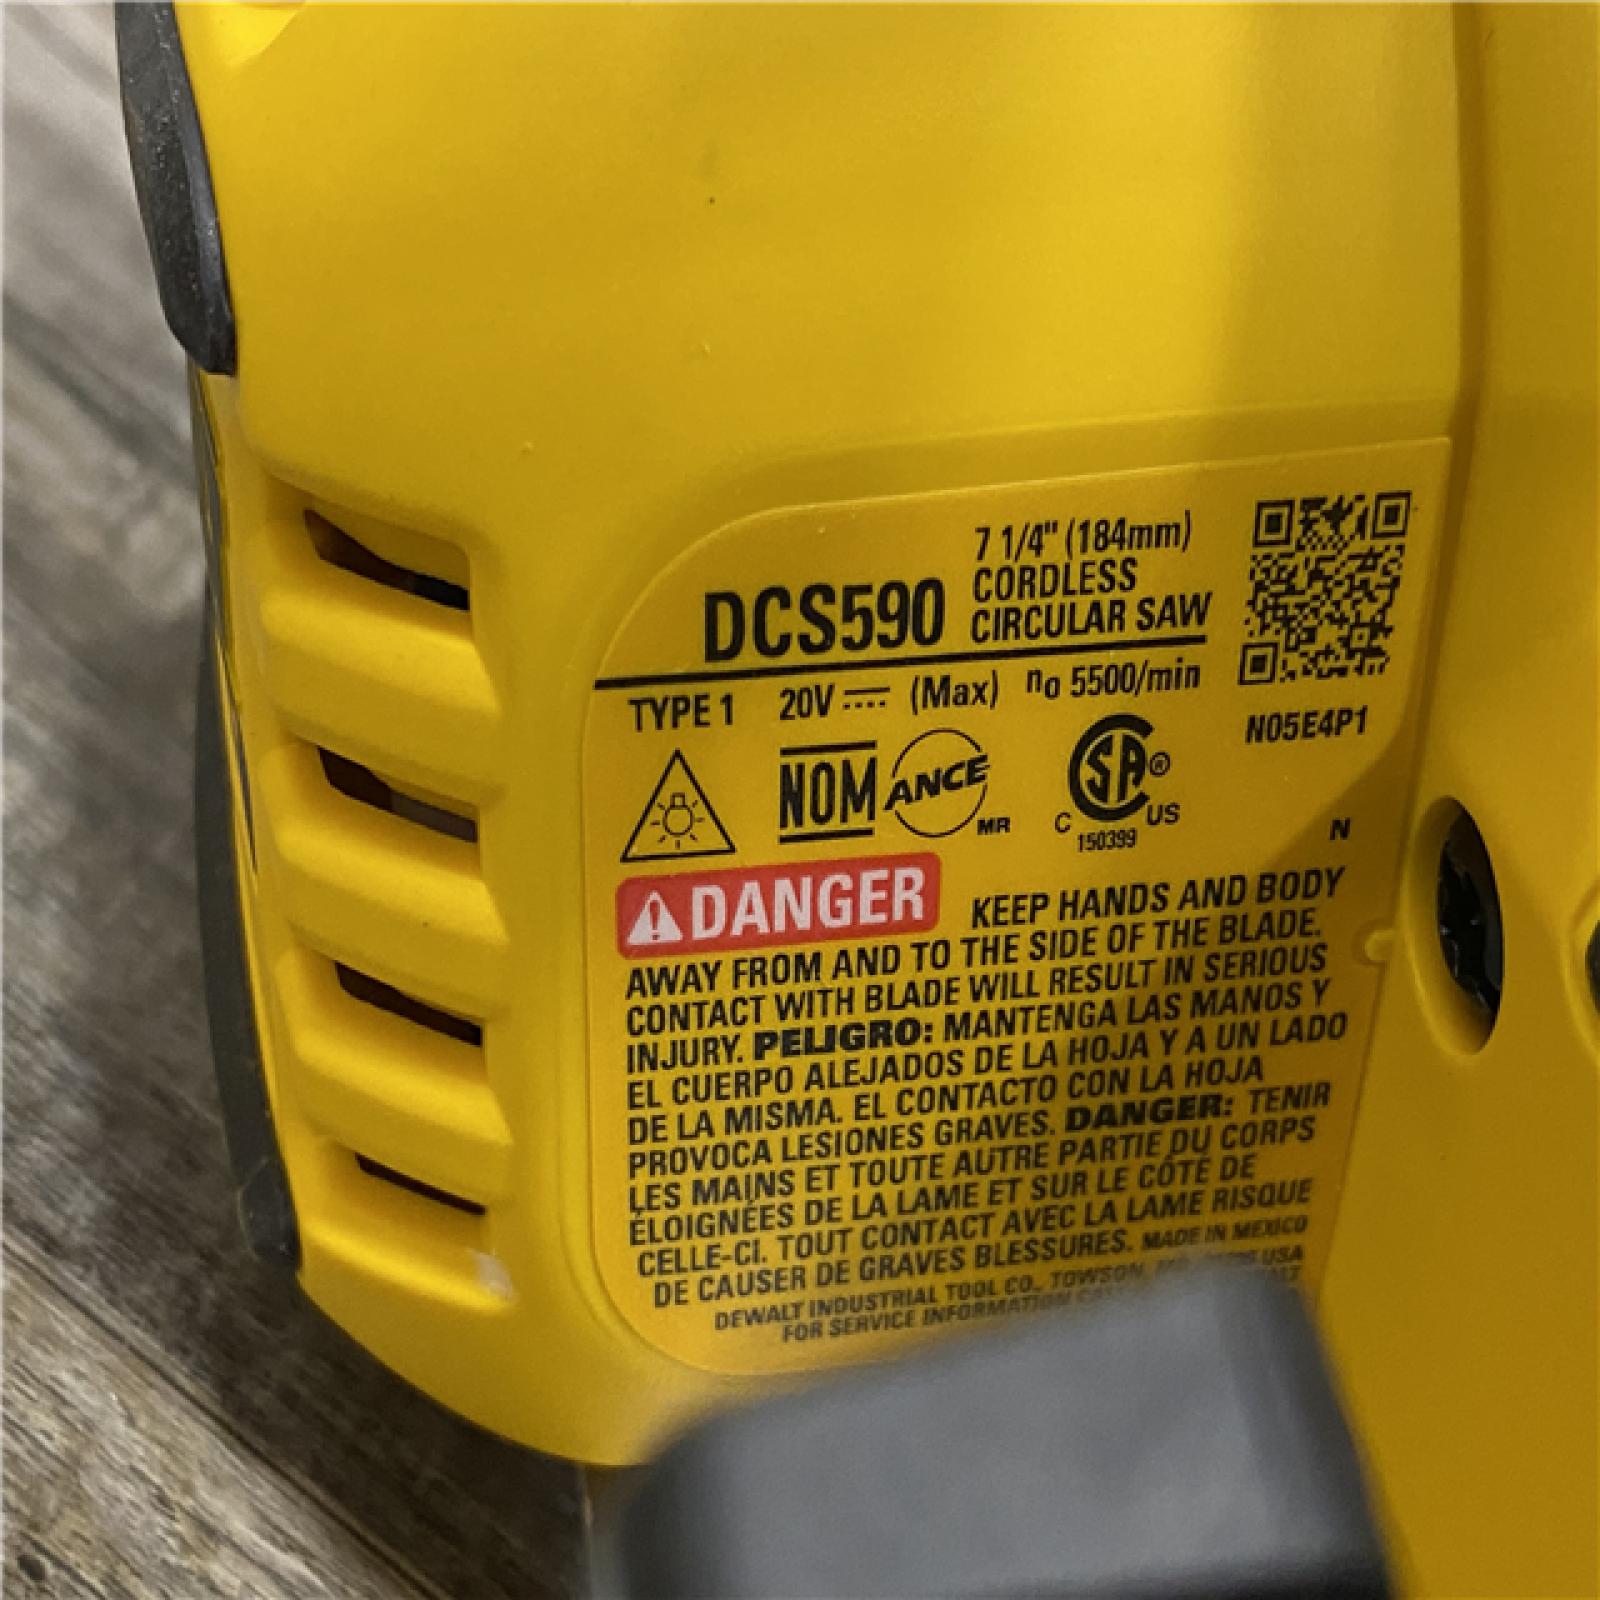 7 1/4" (184mm)
CORDLESS
DCS590 CIRCULAR SAW
TYPE 1 20V (Max) no 5500/min
N05E4P1
NOM ANCE MR CSA® C US
150399
N
DANGER KEEP HANDS AND BODY
AWAY FROM AND TO THE SIDE OF THE BLADE.
CONTACT WITH BLADE WILL RESULT IN SERIOUS
INJURY. PELIGRO: MANTENGA LAS MANOS Y
EL CUERPO ALEJADOS DE LA HOJA Y A UN LADO
DE LA MISMA. EL CONTACTO CON LA HOJA
PROVOCA LESIONES GRAVES. DANGER: TENIR
LES MAINS ET TOUTE AUTRE PARTIE DU CORPS
ÉLOIGNÉES DE LA LAME ET SUR LE CÔTÉ DE
CELLE-CI. TOUT CONTACT AVEC LA LAME RISQUE
DE CAUSER DE GRAVES BLESSURES. MADE IN MEXICO
DEWALT INDUSTRIAL TOOL CO., TOWSON, USA
FOR SERVICE INFORMATION